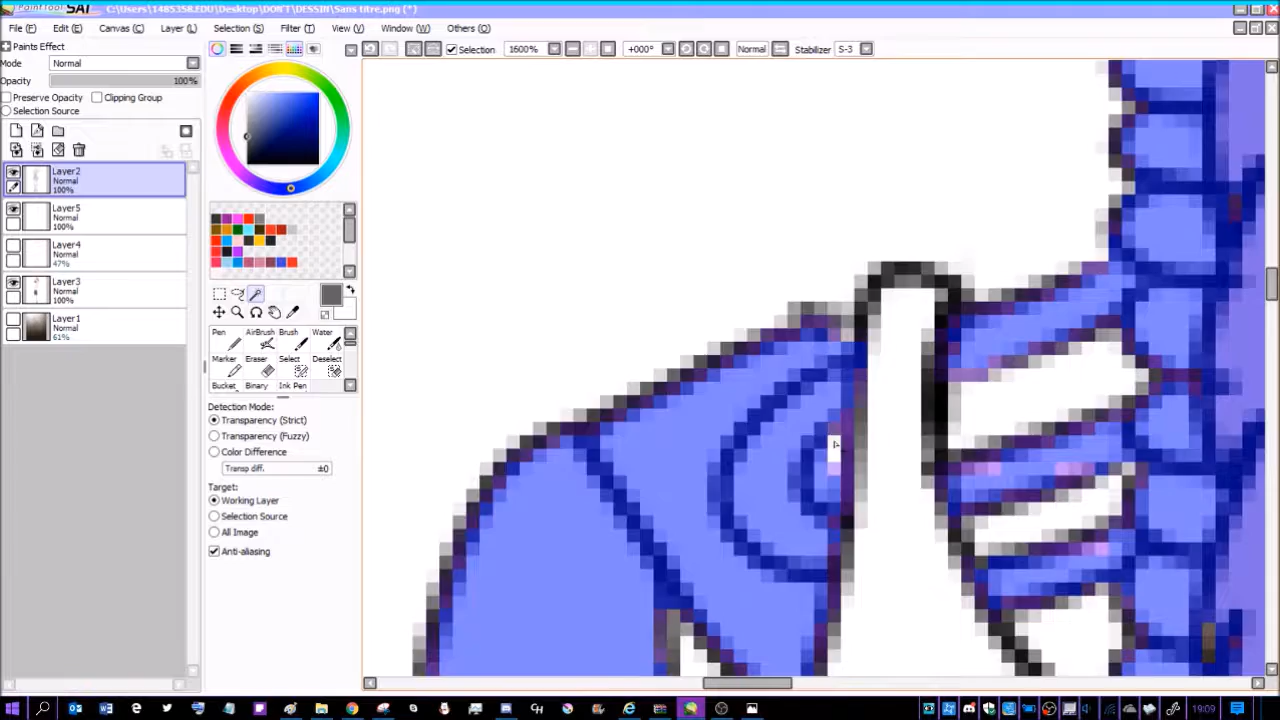 PaintTool SAI C:\Users\1485358.EDU\Desktop\DON'T\DESSIN\Sans titre.png (*)
File (F) Edit (E) Canvas (C) Layer (L) Selection (S) Filter (T) View (V) Window (W) Others (O)
Paints Effect
Selection 1600% +000° Normal Stabilizer S-3
Mode Normal
Opacity 100%
Preserve Opacity Clipping Group
Selection Source
Layer2
Normal
100%
Layer5
Normal
100%
Layer4
Normal
47%
Layer3
Normal
100%
Layer1
Normal
61%
Pen AirBrush Brush Water
Marker Eraser Select Deselect
Bucket Binary Ink Pen
Detection Mode:
Transparency (Strict)
Transparency (Fuzzy)
Color Difference
Transp diff. ±0
Target:
Working Layer
Selection Source
All Image
Anti-aliasing
19:09